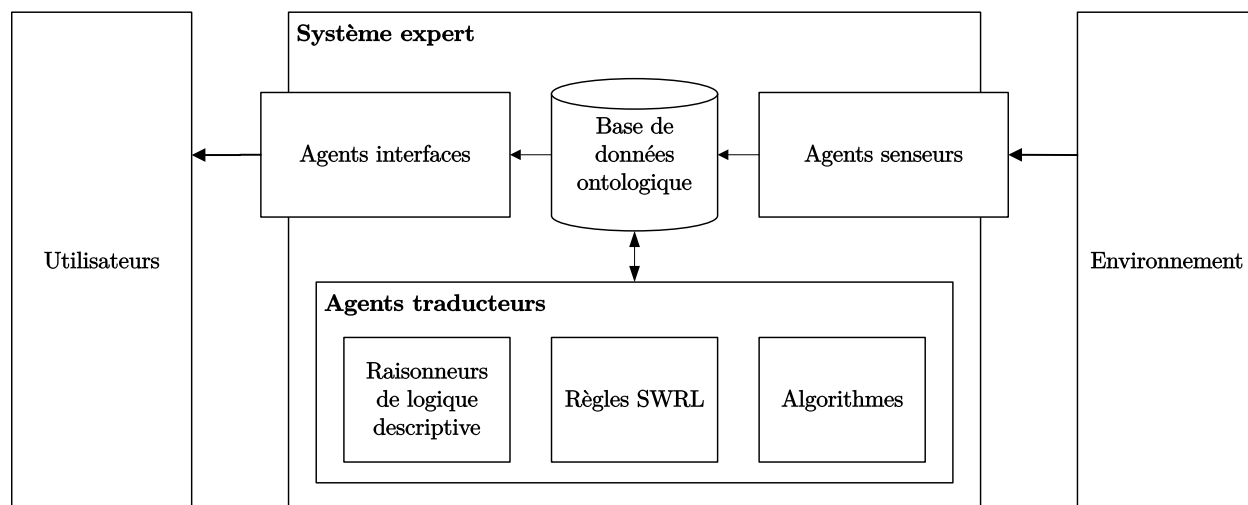 Système expert
Agents interfaces
Base de
données
ontologique
Agents senseurs
Utilisateurs
Environnement
Agents traducteurs
Raisonneurs
de logique
descriptive
Règles SWRL
Algorithmes